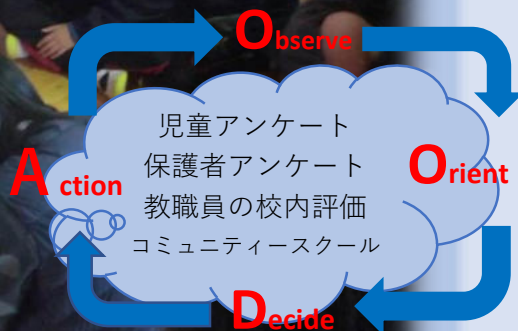 Observe
児童アンケート
保護者アンケート
教職員の校内評価
コミュニティースクール
Orient
Decide
A ction